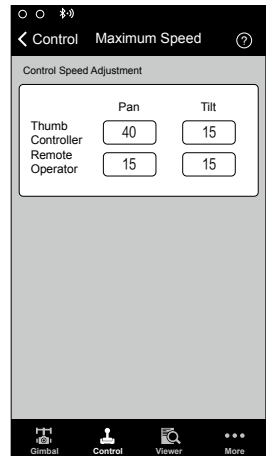 Control Maximum Speed ?
Control Speed Adjustment
Pan Tilt
Thumb
Controller 40 15
Remote
Operator 15 15
Gimbal Control Viewer More